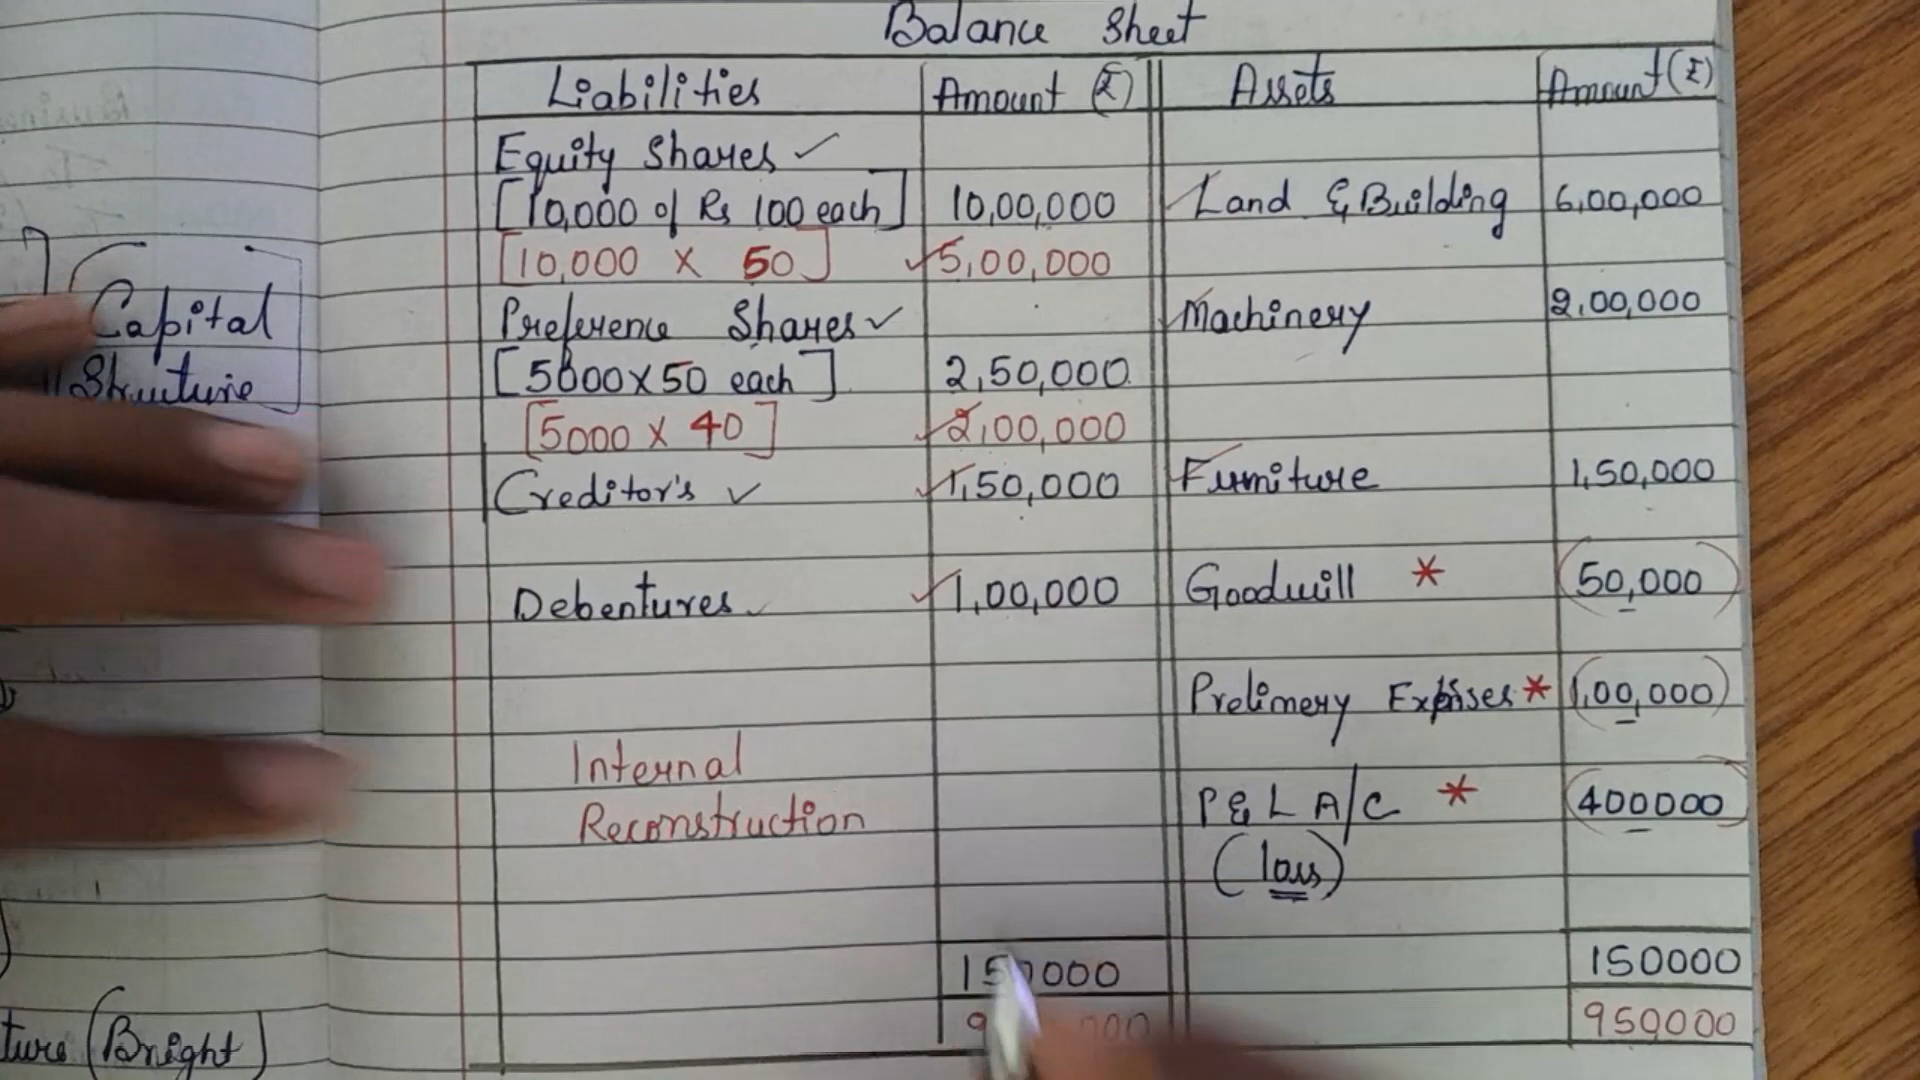 Balance Sheet
Liabilities Amount (₹) Assets Amount (₹)
Equity Shares ✓
[10,000 of Rs 100 each] 10,00,000 Land & Building 6,00,000
[10,000 X 50] ✓5,00,000
Preference Shares ✓ Machinery 2,00,000
[5000 X 50 each] 2,50,000
[5000 X 40] ✓2,00,000
Creditor's ✓ ✓1,50,000 Furniture 1,50,000
Debentures ✓ ✓1,00,000 Goodwill * (50,000)
Prelimery Expenses * (1,00,000)
Internal
Reconstruction
P & L A/C * (400000)
(loss)
150000
950000
Capital
Structure
(Bright)